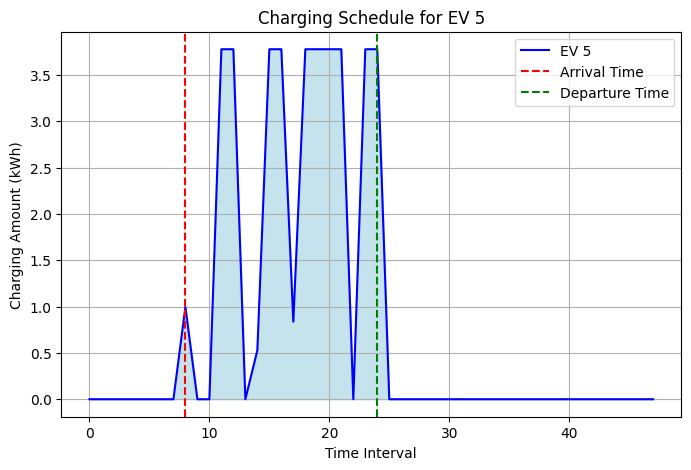 Charging Schedule for EV 5
Charging Amount (kWh)
3.5
3.0
2.5
2.0
1.5
1.0
0.5
0.0
EV 5
Arrival Time
Departure Time
0 10 20 30 40
Time Interval